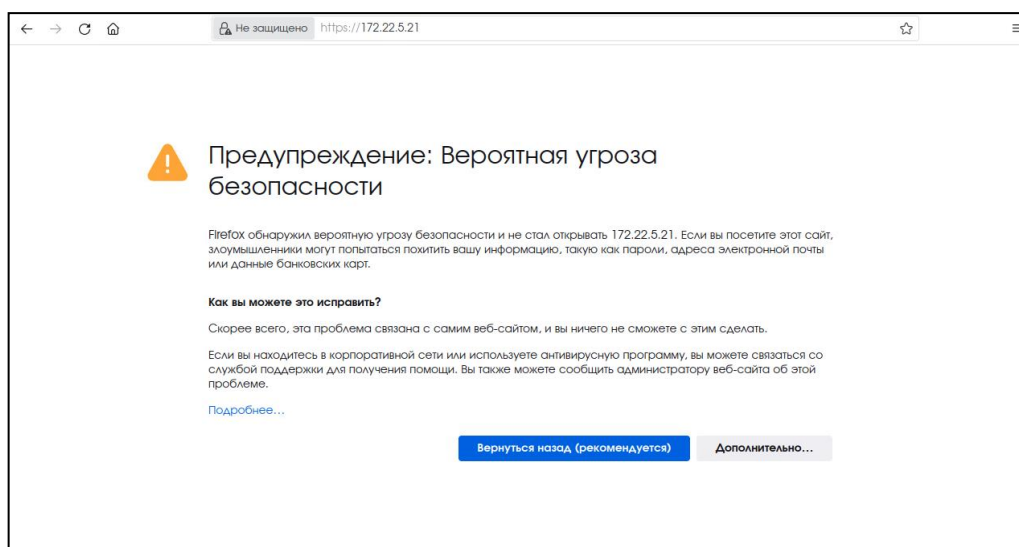 Не защищено https://172.22.5.21
Предупреждение: Вероятная угроза
безопасности
Firefox обнаружил вероятную угрозу безопасности и не стал открывать 172.22.5.21. Если вы посетите этот сайт,
злоумышленники могут попытаться похитить вашу информацию, такую как пароли, адреса электронной почты
или данные банковских карт.
Как вы можете это исправить?
Скорее всего, эта проблема связана с самим веб-сайтом, и вы ничего не сможете с этим сделать.
Если вы находитесь в корпоративной сети или используете антивирусную программу, вы можете связаться со
службой поддержки для получения помощи. Вы также можете сообщить администратору веб-сайта об этой
проблеме.
Подробнее...
Вернуться назад (рекомендуется) Дополнительно...